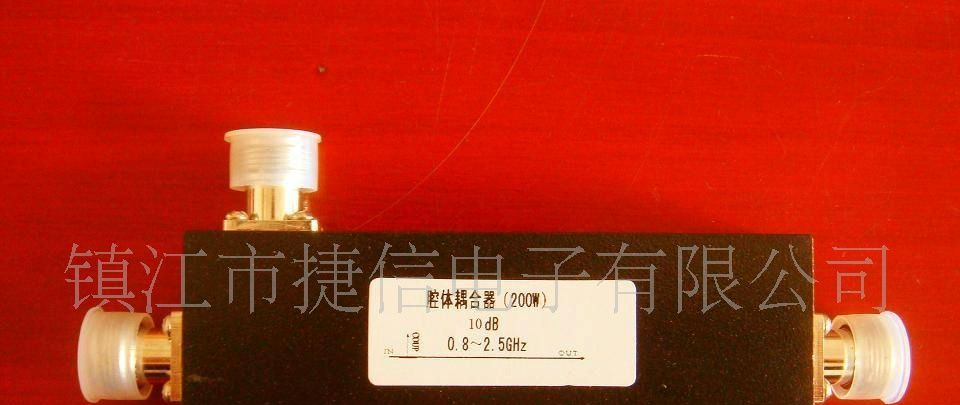 镇江市捷信电子有限公司
腔体耦合器(200W)
10dB
COUP
0.8~2.5GHz
IN
OUT